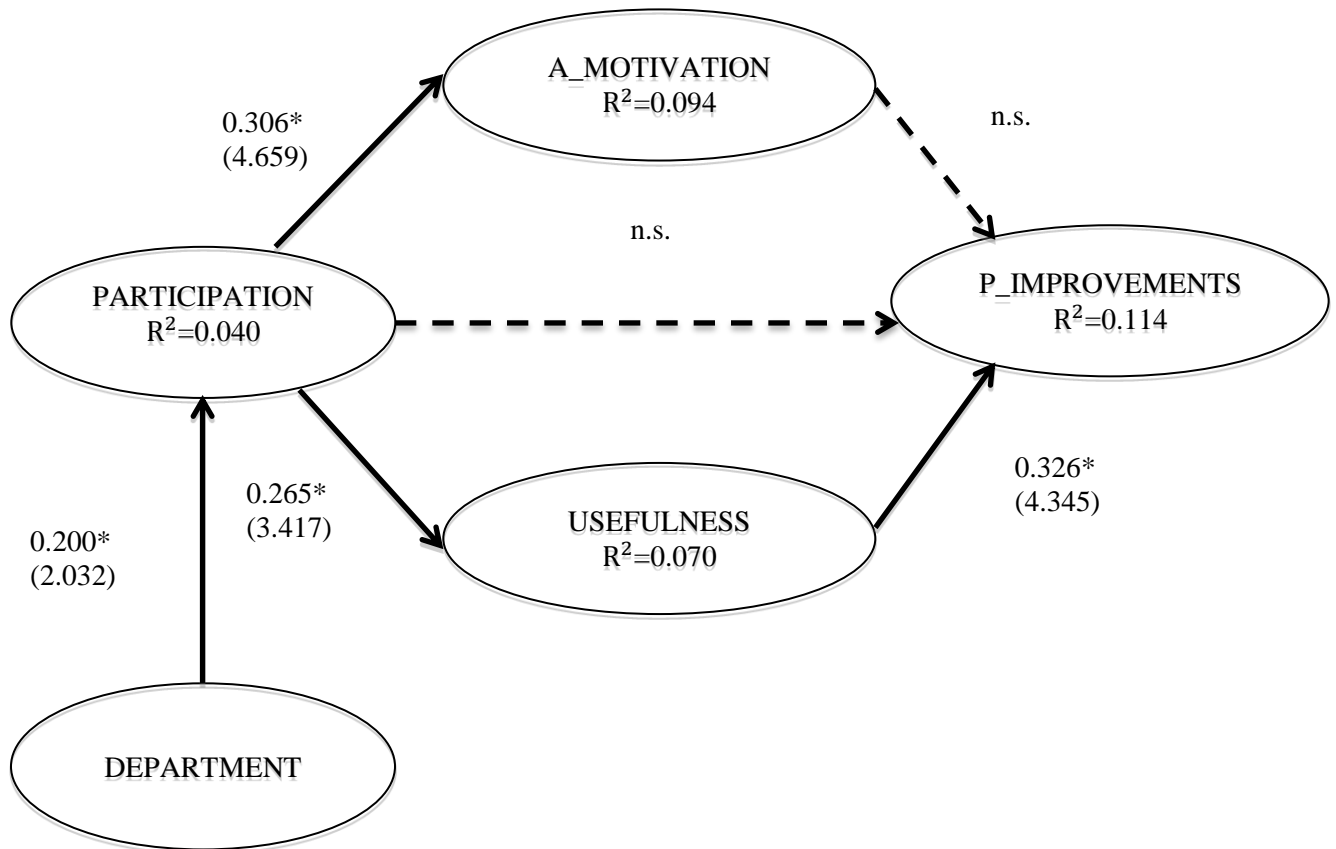 A_MOTIVATION
R²=0.094
0.306*
(4.659)
n.s.
n.s.
PARTICIPATION
R²=0.040
P_IMPROVEMENTS
R²=0.114
0.265*
(3.417)
USEFULNESS
R²=0.070
0.326*
(4.345)
0.200*
(2.032)
DEPARTMENT